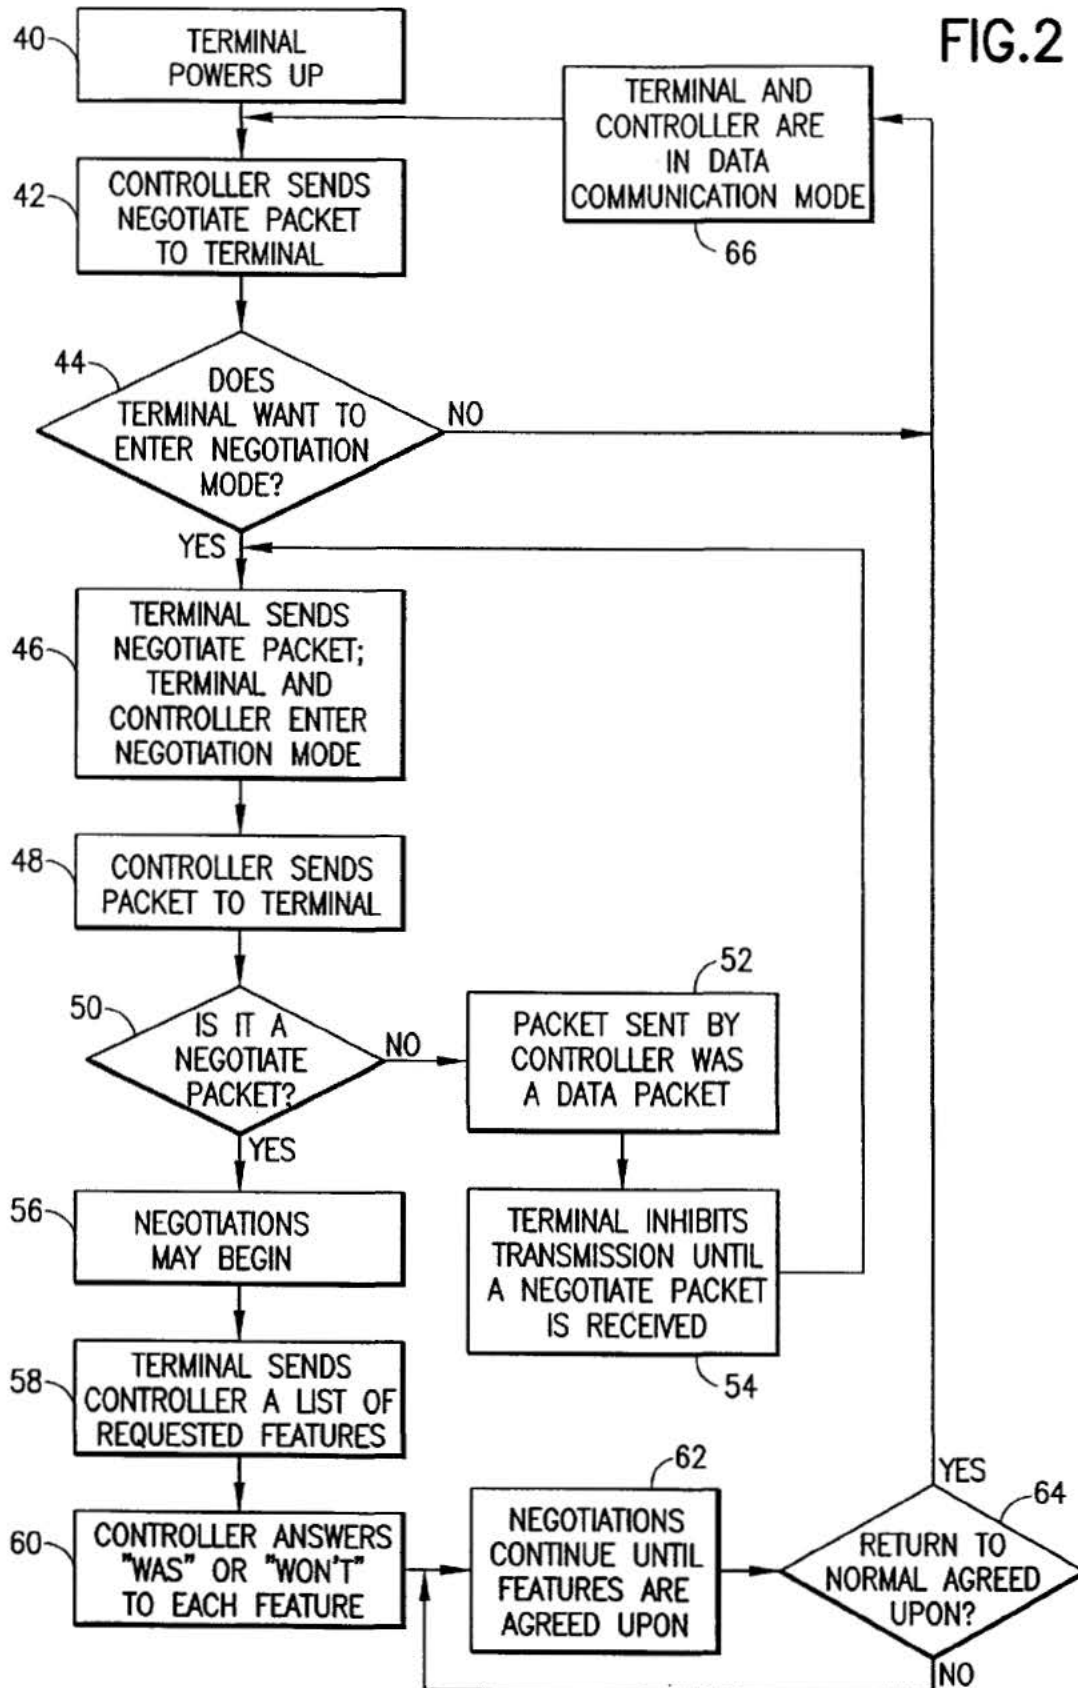 FIG.2
40
TERMINAL
POWERS UP
TERMINAL AND
CONTROLLER ARE
IN DATA
COMMUNICATION MODE
66
42
CONTROLLER SENDS
NEGOTIATE PACKET
TO TERMINAL
44
DOES
TERMINAL WANT TO
ENTER NEGOTIATION
MODE?
NO
YES
46
TERMINAL SENDS
NEGOTIATE PACKET;
TERMINAL AND
CONTROLLER ENTER
NEGOTIATION MODE
48
CONTROLLER SENDS
PACKET TO TERMINAL
50
IS IT A
NEGOTIATE
PACKET?
NO
YES
52
PACKET SENT BY
CONTROLLER WAS
A DATA PACKET
TERMINAL INHIBITS
TRANSMISSION UNTIL
A NEGOTIATE PACKET
IS RECEIVED
54
56
NEGOTIATIONS
MAY BEGIN
58
TERMINAL SENDS
CONTROLLER A LIST OF
REQUESTED FEATURES
60
CONTROLLER ANSWERS
"WAS" OR "WON'T"
TO EACH FEATURE
62
NEGOTIATIONS
CONTINUE UNTIL
FEATURES ARE
AGREED UPON
YES
64
RETURN TO
NORMAL AGREED
UPON?
NO